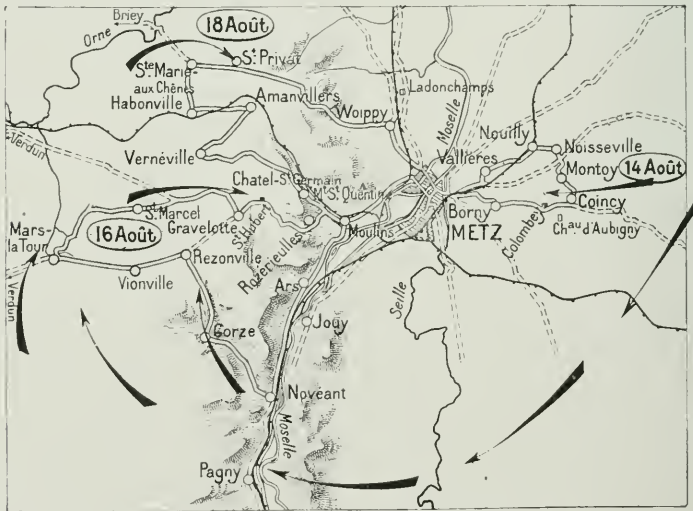 Briey
18 Août
Orne
St Privat
Ste Marie
aux Chênes
Ladonchamps
Habonville
Amanvillers
Woippy
Moselle
Nouilly
Verdun
Vernéville
Vallières
Noisseville
Montoy
14 Août
Chatel-St Germain
Mt St Quentin
St Marcel
Coincy
Borny
METZ
Colombey
Chau d'Aubigny
16 Août
Gravelotte
St Hubert
Rozerieulles
Moulins
Mars-
la-Tour
Rezonville
Vionville
Verdun
Ars
Seille
Gorze
Jouy
Novéant
Moselle
Pagny